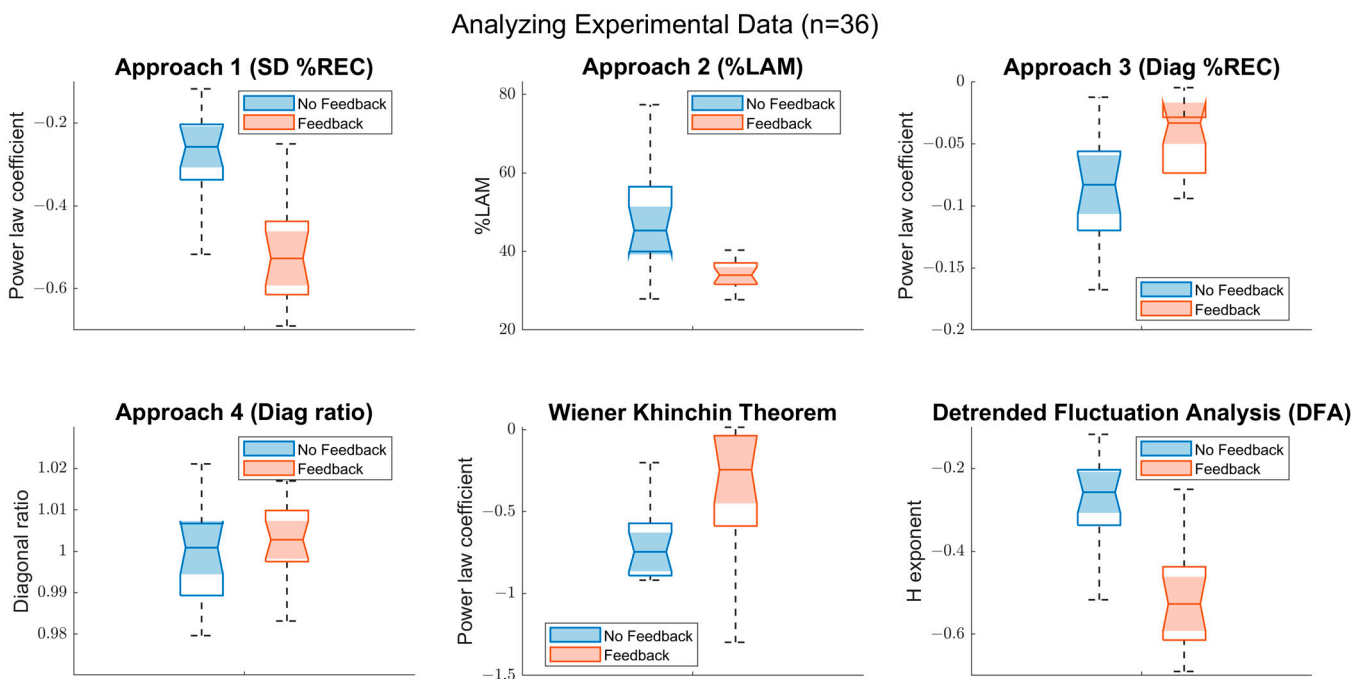 Analyzing Experimental Data (n=36)
Approach 1 (SD %REC)
Power law coefficient
−0.2
−0.4
−0.6
No Feedback
Feedback
Approach 2 (%LAM)
%LAM
80
60
40
20
No Feedback
Feedback
Approach 3 (Diag %REC)
Power law coefficient
0
−0.05
−0.1
−0.15
−0.2
No Feedback
Feedback
Approach 4 (Diag ratio)
Diagonal ratio
1.02
1.01
1
0.99
0.98
No Feedback
Feedback
Wiener Khinchin Theorem
Power law coefficient
0
−0.5
−1
−1.5
No Feedback
Feedback
Detrended Fluctuation Analysis (DFA)
H exponent
−0.2
−0.4
−0.6
No Feedback
Feedback